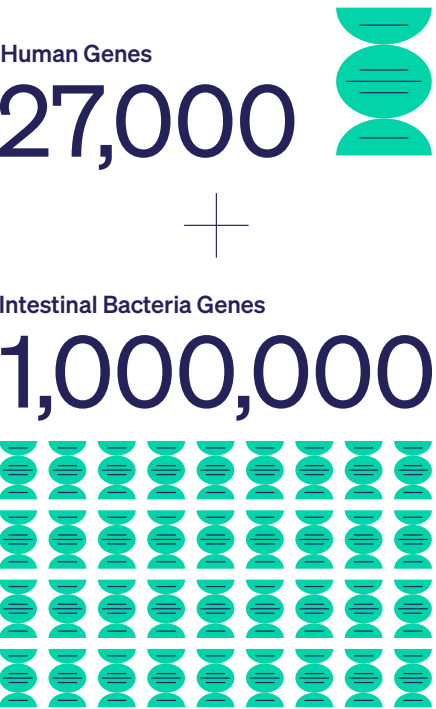 Human Genes
27,000
Intestinal Bacteria Genes
1,000,000